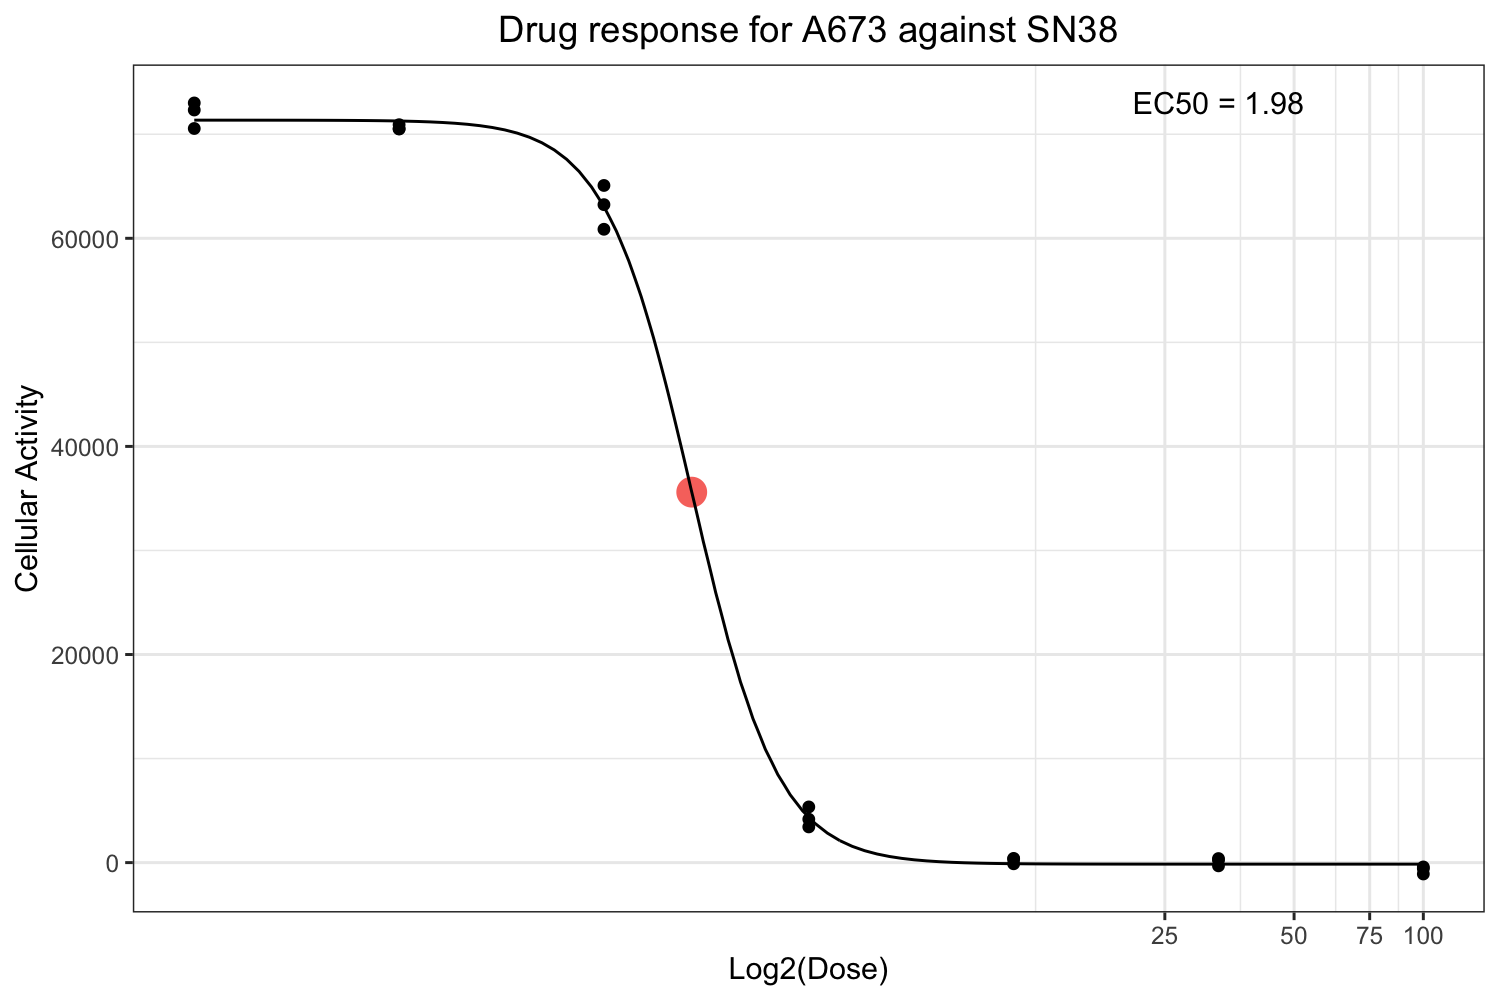 Drug response for A673 against SN38
EC50 = 1.98
Cellular Activity
60000
40000
20000
0
25 50 75 100
Log2(Dose)